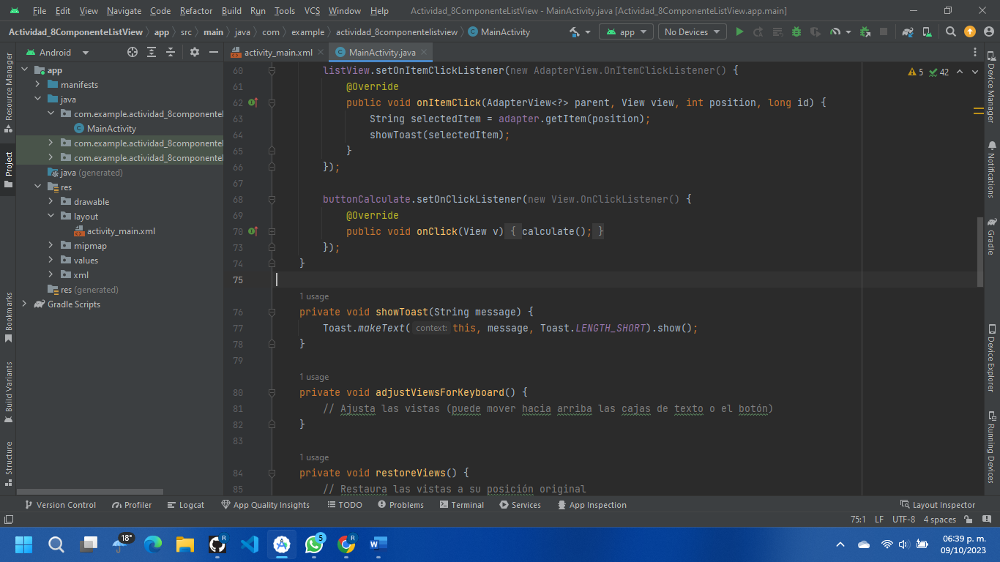 File Edit View Navigate Code Refactor Build Run Tools VCS Window Help Actividad_8ComponenteListView - MainActivity.java [Actividad_8ComponenteListView.app.main]
Actividad_8ComponenteListView app src main java com example actividad_8componentelistview MainActivity app No Devices
Android
activity_main.xml
MainActivity.java
Resource Manager
Project
Bookmarks
Build Variants
Structure
app
manifests
java
com.example.actividad_8componentel
MainActivity
com.example.actividad_8componentel
com.example.actividad_8componentel
java (generated)
res
drawable
layout
activity_main.xml
mipmap
values
xml
res (generated)
Gradle Scripts
5 42
60 listView.setOnItemClickListener(new AdapterView.OnItemClickListener() {
61 @Override
62 public void onItemClick(AdapterView<?> parent, View view, int position, long id) {
63 String selectedItem = adapter.getItem(position);
64 showToast(selectedItem);
65 }
66 });
67
68 buttonCalculate.setOnClickListener(new View.OnClickListener() {
69 @Override
70 public void onClick(View v) { calculate(); }
73 });
74 }
75
1 usage
76 private void showToast(String message) {
77 Toast.makeText( context: this, message, Toast.LENGTH_SHORT).show();
78 }
79
1 usage
80 private void adjustViewsForKeyboard() {
81 // Ajusta las vistas (puede mover hacia arriba las cajas de texto o el botón)
82 }
83
1 usage
84 private void restoreViews() {
85 // Restaura las vistas a su posición original
Device Manager
Notifications
Gradle
Device Explorer
Running Devices
Version Control Profiler Logcat App Quality Insights TODO Problems Terminal Services App Inspection Layout Inspector
75:1 LF UTF-8 4 spaces
18° R 5 R
06:39 p. m.
09/10/2023